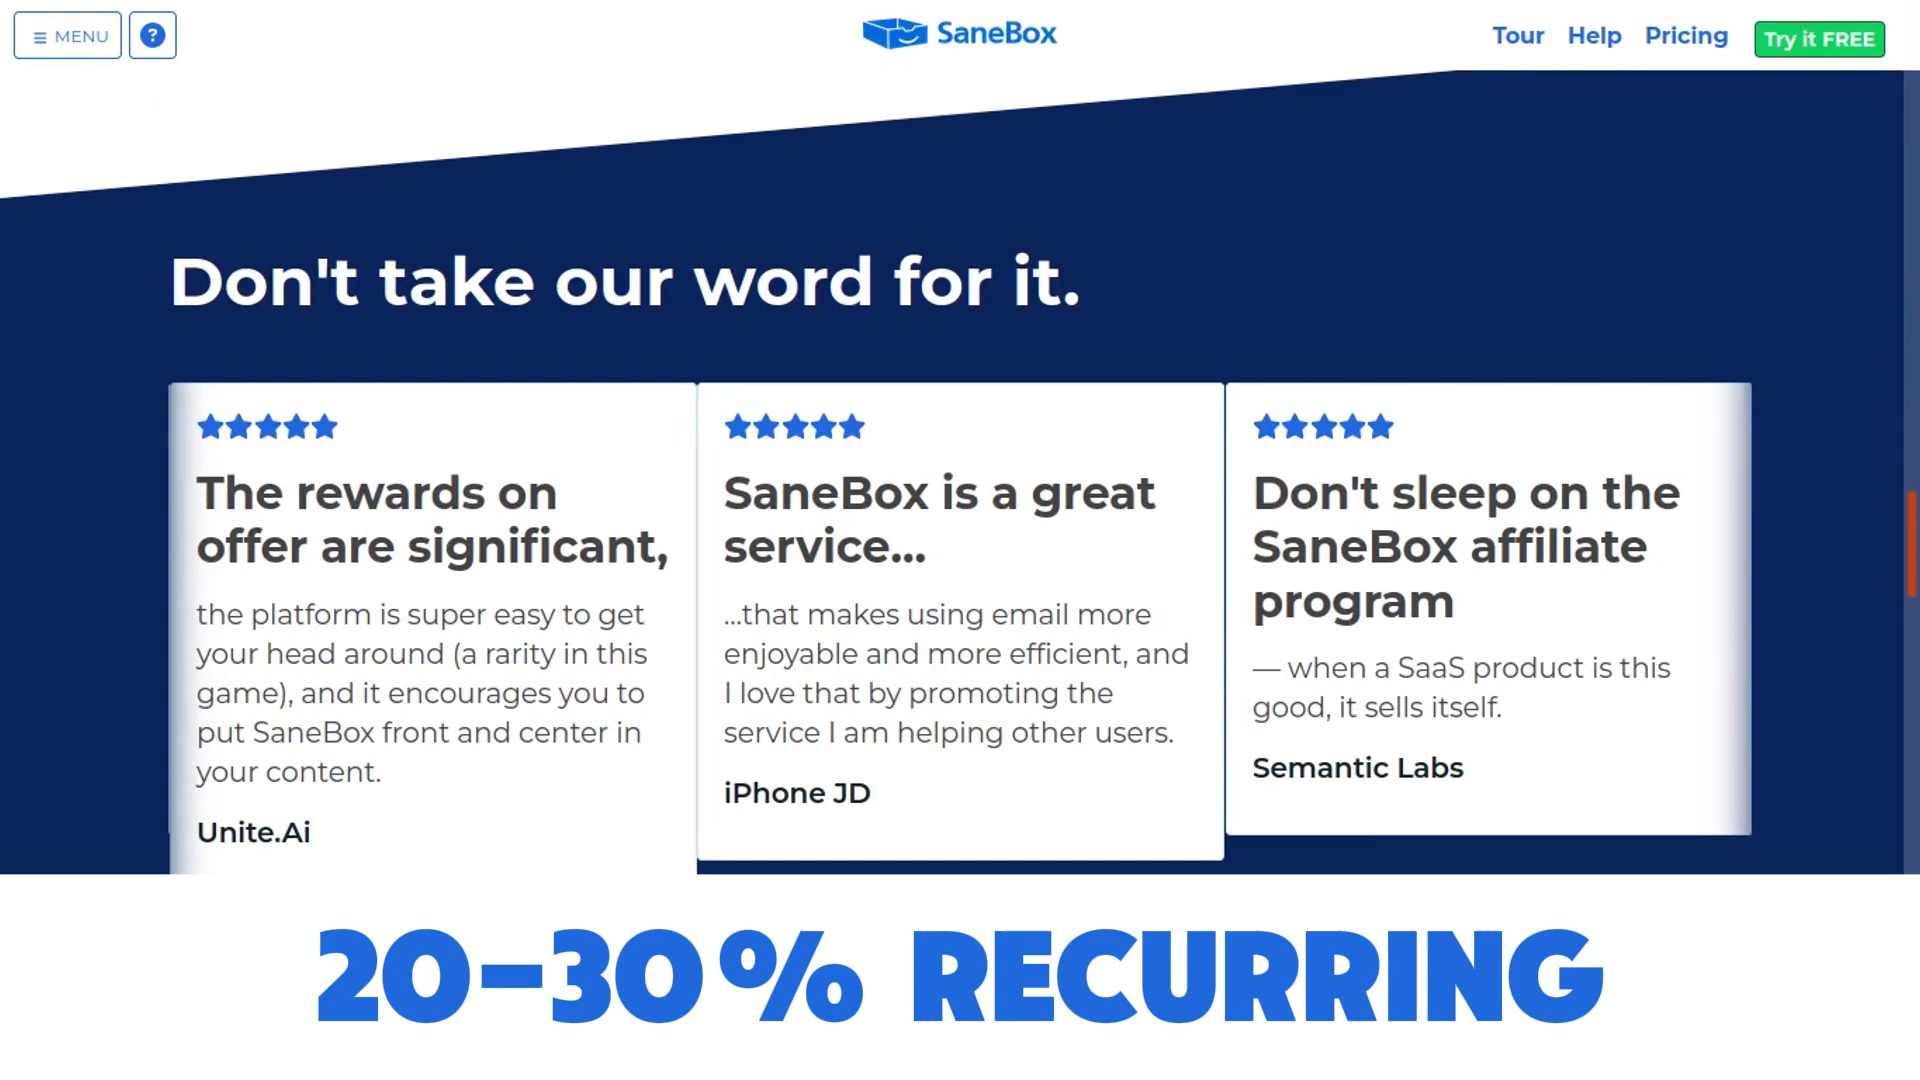 MENU
?
SaneBox
Tour
Help
Pricing
Try it FREE
Don't take our word for it.
The rewards on
offer are significant,
the platform is super easy to get
your head around (a rarity in this
game), and it encourages you to
put SaneBox front and center in
your content.
Unite.Ai
SaneBox is a great
service...
...that makes using email more
enjoyable and more efficient, and
I love that by promoting the
service I am helping other users.
iPhone JD
Don't sleep on the
SaneBox affiliate
program
— when a SaaS product is this
good, it sells itself.
Semantic Labs
20-30% RECURRING